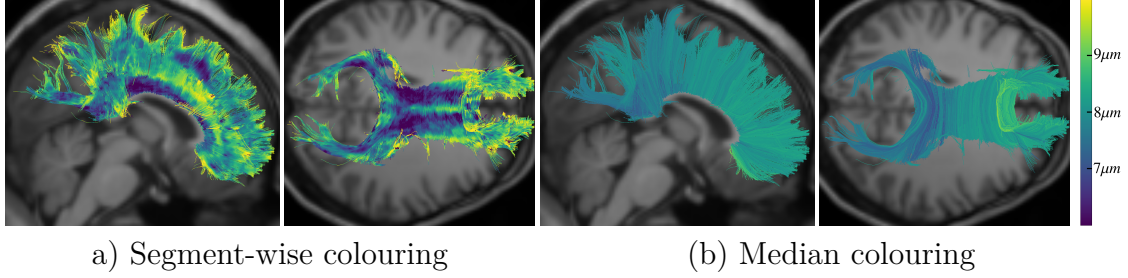 9μm
8μm
7μm
a) Segment-wise colouring
(b) Median colouring